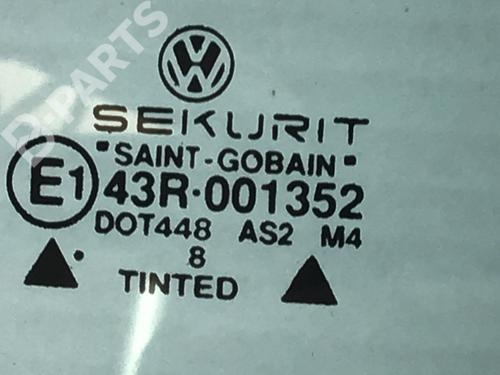 B-PARTS
SEKURIT
"SAINT-GOBAIN"
E1 43R·001352
DOT448 AS2 M4
8
TINTED